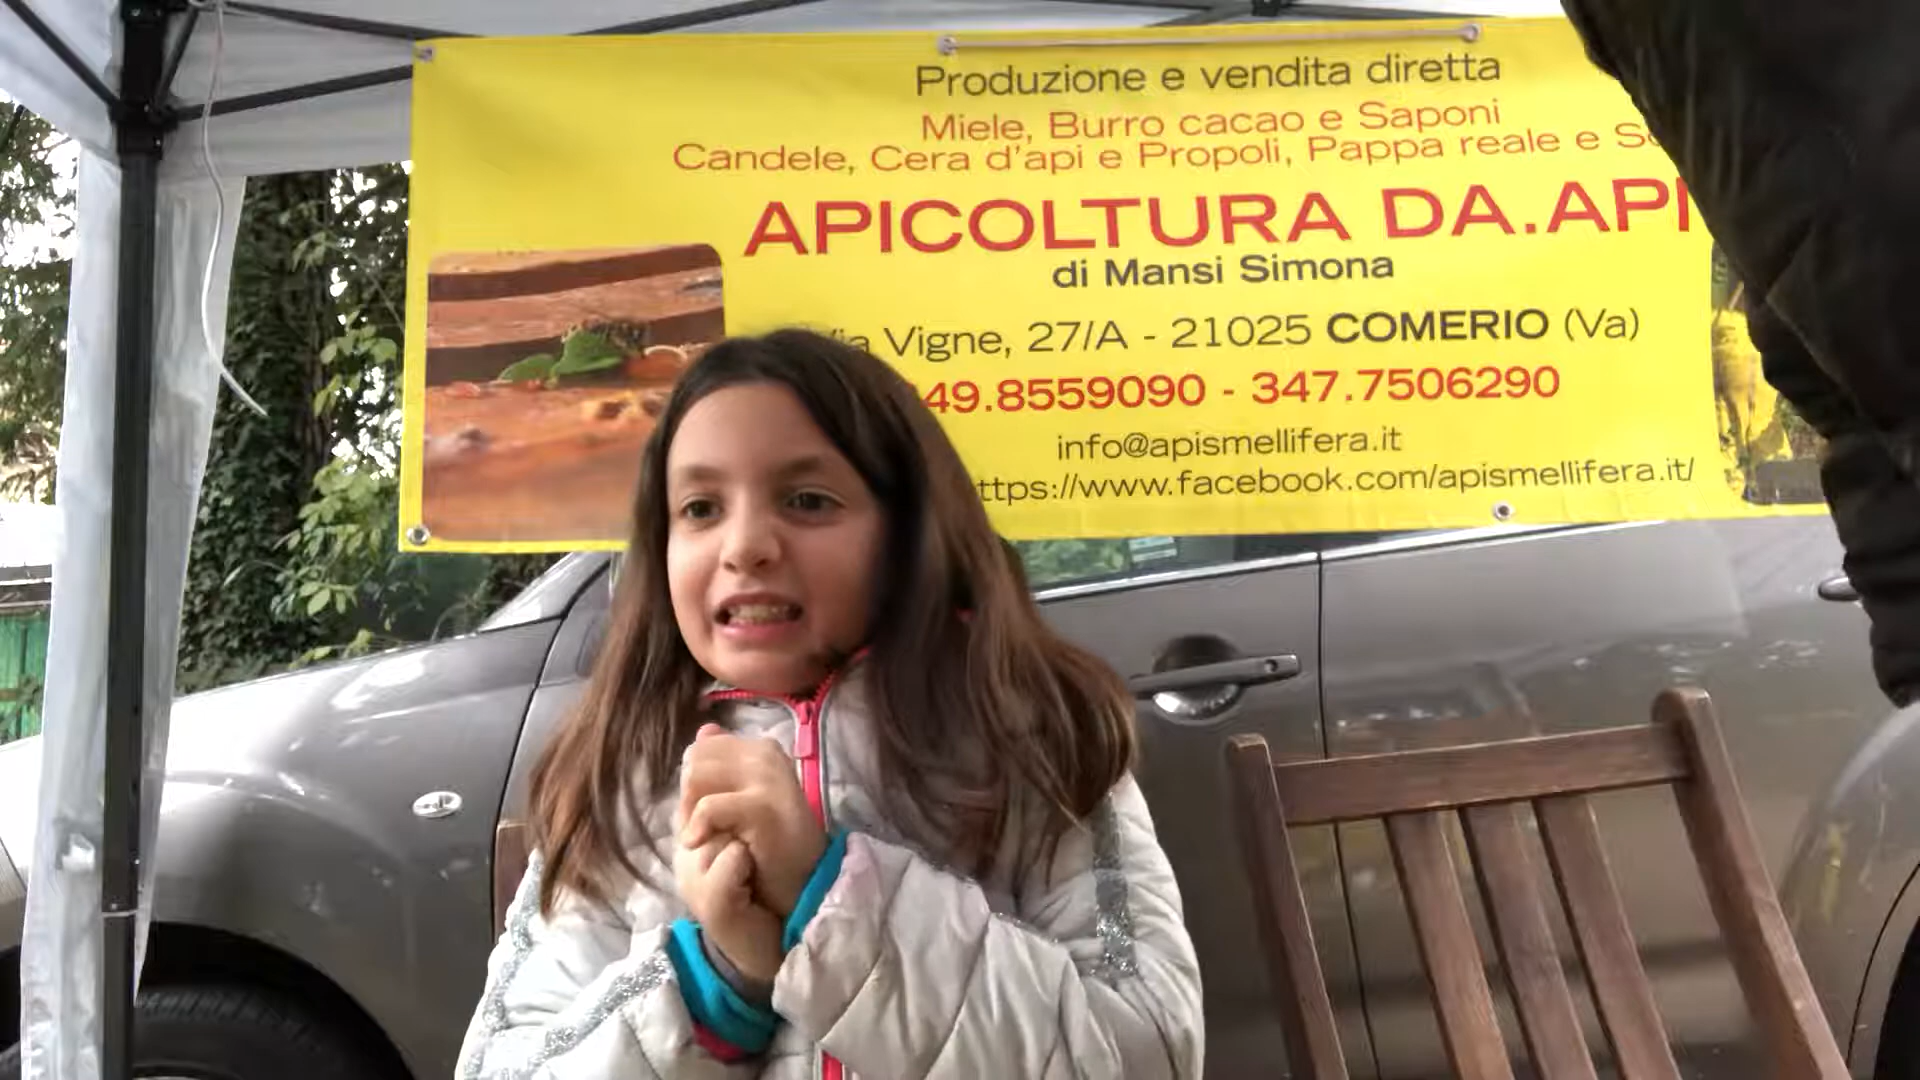 Produzione e vendita diretta
Miele, Burro cacao e Saponi
Candele, Cera d'api e Propoli, Pappa reale e
APICOLTURA DA.API
di Mansi Simona
Via Vigne, 27/A - 21025 COMERIO (Va)
49.8559090 - 347.7506290
info@apismellifera.it
ttps://www.facebook.com/apismellifera.it/